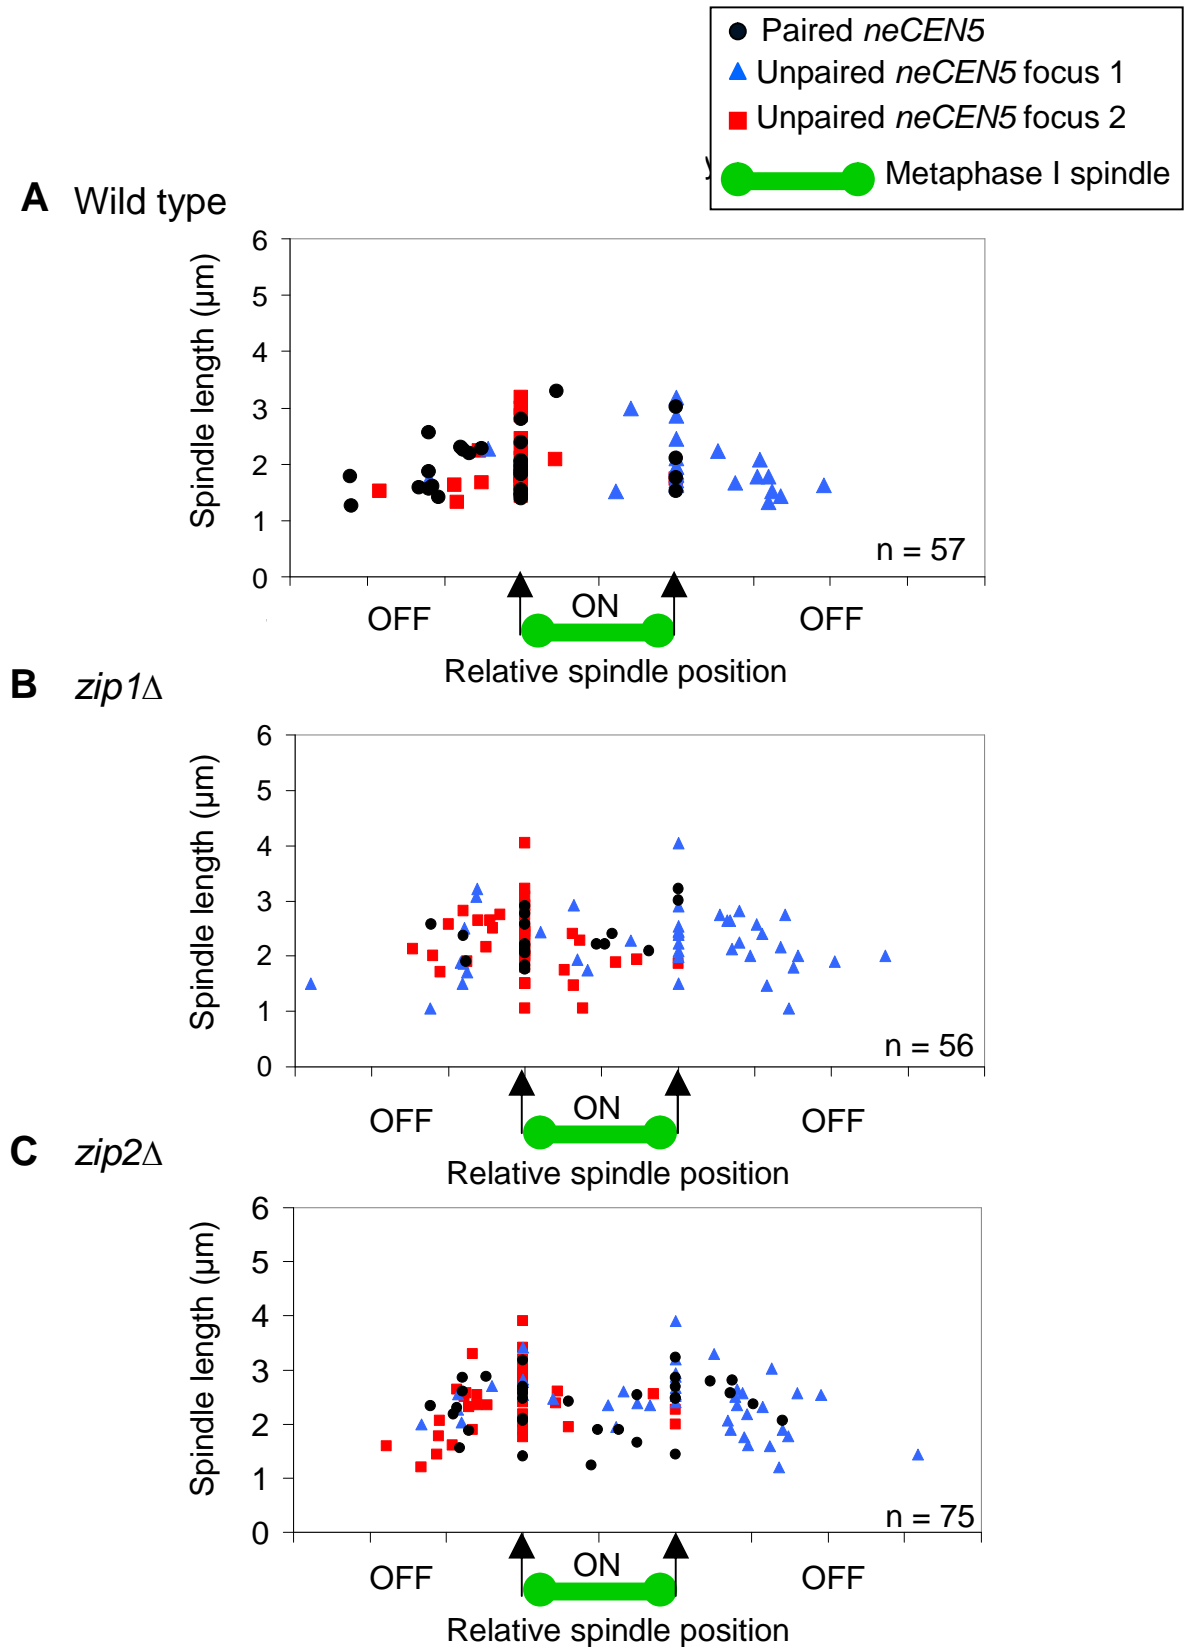 Paired neCEN5
Unpaired neCEN5 focus 1
Unpaired neCEN5 focus 2
Metaphase I spindle
A Wild type
Spindle length (µm)
6
5
4
3
2
1
0
n = 57
OFF ON OFF
Relative spindle position
B zip1Δ
Spindle length (µm)
6
5
4
3
2
1
0
n = 56
OFF ON OFF
Relative spindle position
C zip2Δ
Spindle length (µm)
6
5
4
3
2
1
0
n = 75
OFF ON OFF
Relative spindle position